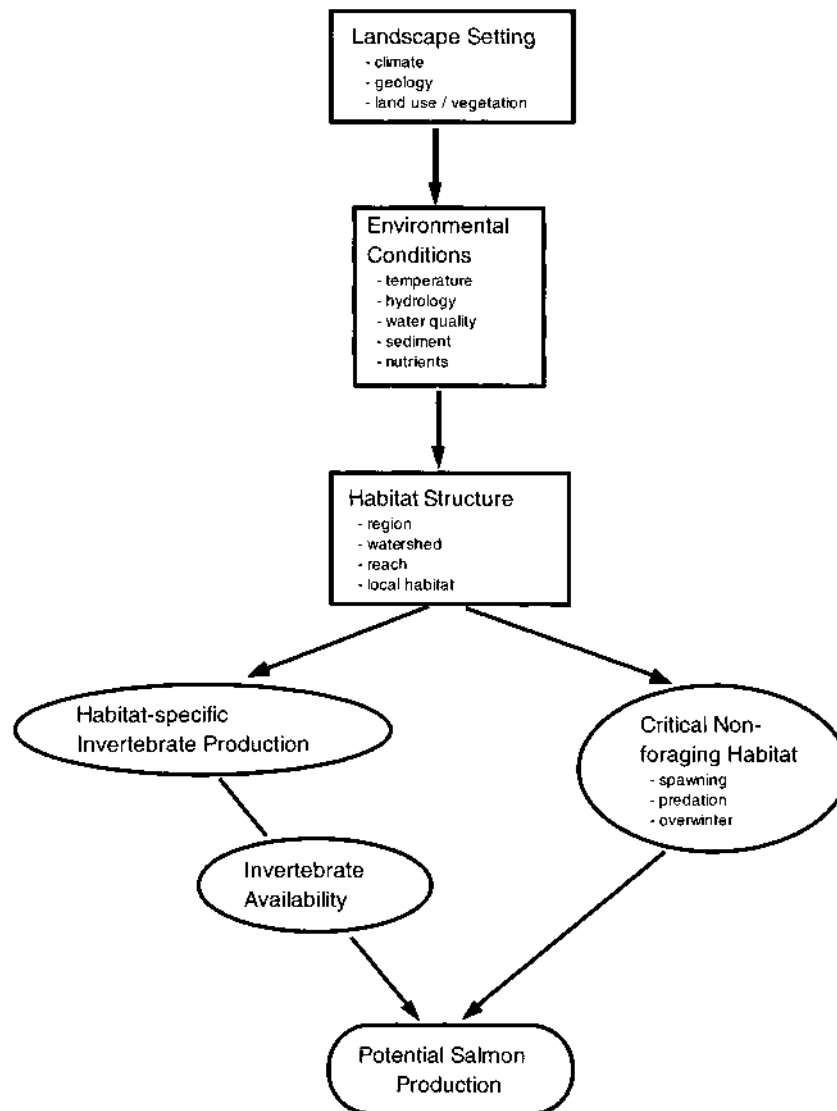 Landscape Setting
- climate
- geology
- land use / vegetation
Environmental
Conditions
- temperature
- hydrology
- water quality
- sediment
- nutrients
Habitat Structure
- region
- watershed
- reach
- local habitat
Habitat-specific
Invertebrate Production
Critical Non-
foraging Habitat
- spawning
- predation
- overwinter
Invertebrate
Availability
Potential Salmon
Production